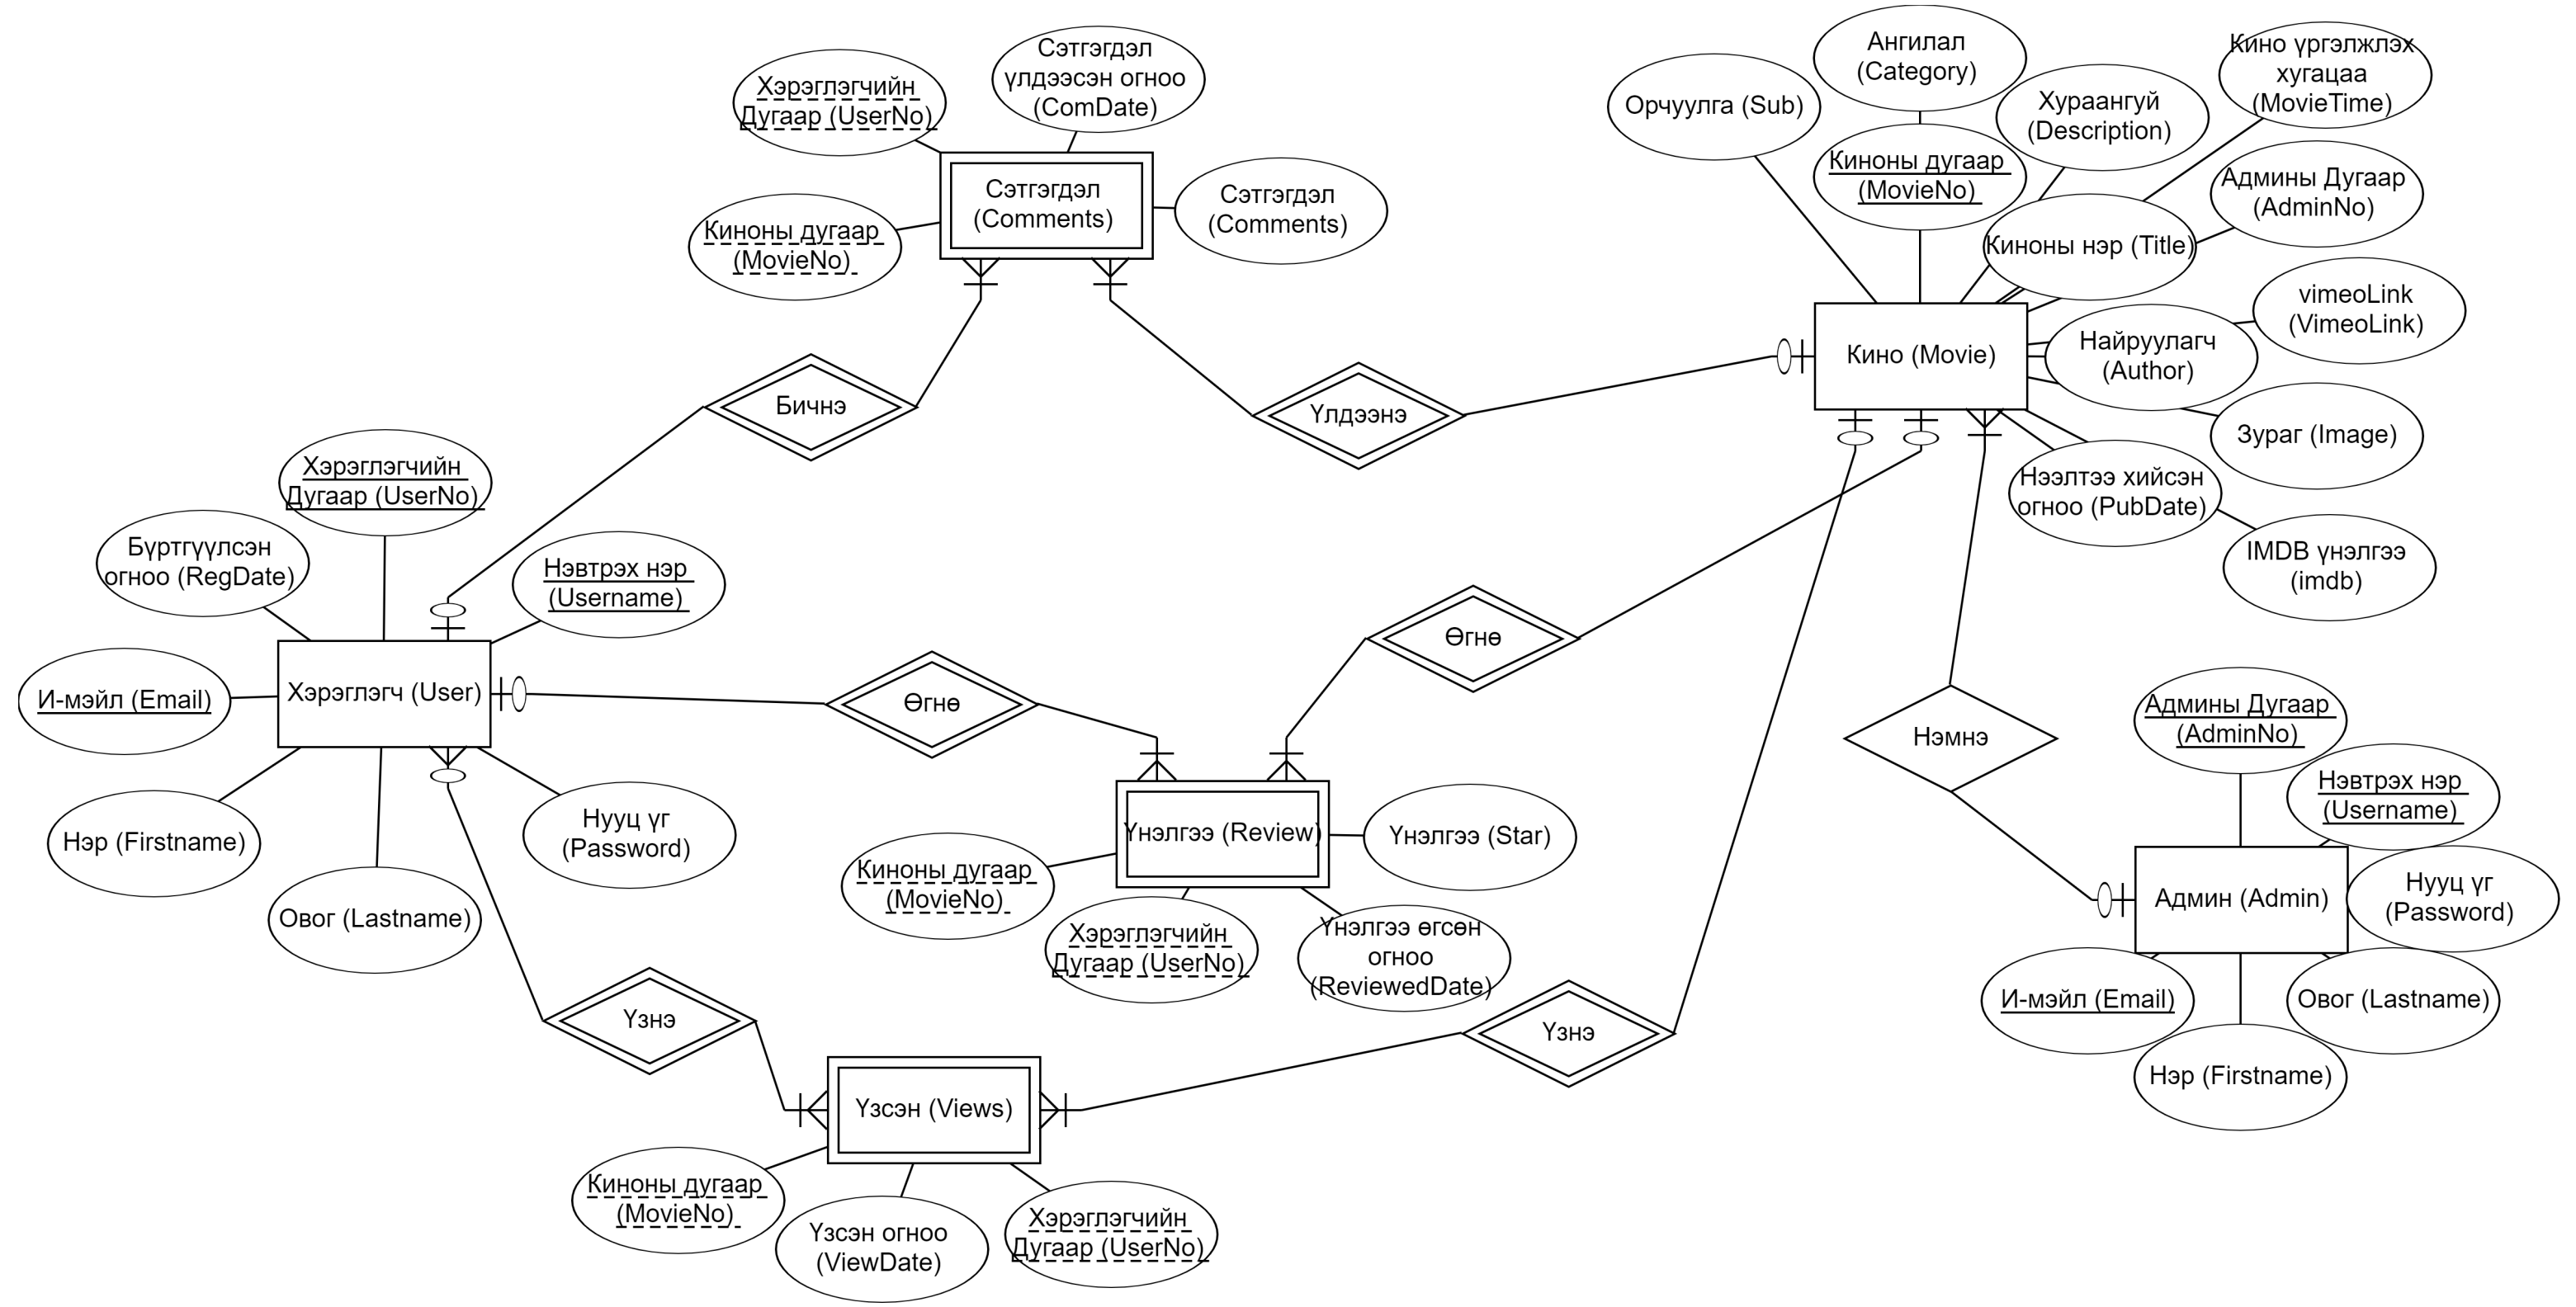 Сэтгэгдэл
үлдээсэн огноо
(ComDate)
Хэрэглэгчийн
Дугаар (UserNo)
Сэтгэгдэл
(Comments)
Сэтгэгдэл
(Comments)
Киноны дугаар
(MovieNo)
Ангилал
(Category)
Кино үргэлжлэх
хугацаа
(MovieTime)
Орчуулга (Sub)
Хураангуй
(Description)
Киноны дугаар
(MovieNo)
Админы Дугаар
(AdminNo)
Киноны нэр (Title)
vimeoLink
(VimeoLink)
Кино (Movie)
Найруулагч
(Author)
Зураг (Image)
Нээлтээ хийсэн
огноо (PubDate)
IMDB үнэлгээ
(imdb)
Бичнэ
Үлдээнэ
Хэрэглэгчийн
Дугаар (UserNo)
Бүртгүүлсэн
огноо (RegDate)
Нэвтрэх нэр
(Username)
И-мэйл (Email)
Хэрэглэгч (User)
Өгнө
Өгнө
Нэмнэ
Нэр (Firstname)
Овог (Lastname)
Нууц үг
(Password)
Үнэлгээ (Review)
Үнэлгээ (Star)
Киноны дугаар
(MovieNo)
Хэрэглэгчийн
Дугаар (UserNo)
Үнэлгээ өгсөн
огноо
(ReviewedDate)
Админы Дугаар
(AdminNo)
Нэвтрэх нэр
(Username)
Админ (Admin)
Нууц үг
(Password)
И-мэйл (Email)
Овог (Lastname)
Нэр (Firstname)
Үзнэ
Үзнэ
Үзсэн (Views)
Киноны дугаар
(MovieNo)
Үзсэн огноо
(ViewDate)
Хэрэглэгчийн
Дугаар (UserNo)